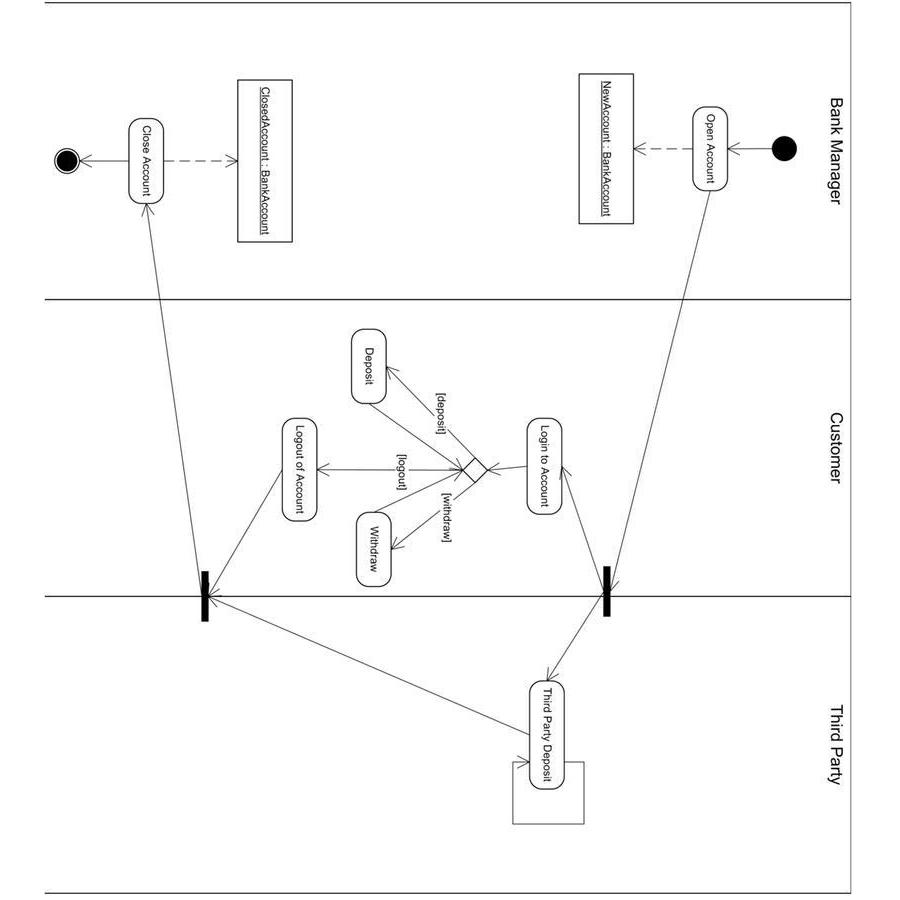 Bank Manager
Customer
Third Party
Open Account
NewAccount : BankAccount
Login to Account
Third Party Deposit
[deposit]
[withdraw]
[logout]
Deposit
Withdraw
Logout of Account
ClosedAccount : BankAccount
Close Account